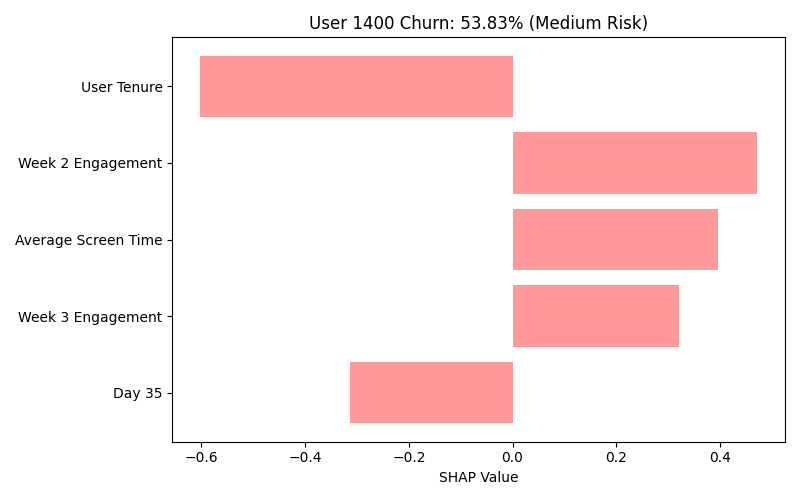 User 1400 Churn: 53.83% (Medium Risk)
User Tenure
Week 2 Engagement
Average Screen Time
Week 3 Engagement
Day 35
−0.6 −0.4 −0.2 0.0 0.2 0.4
SHAP Value